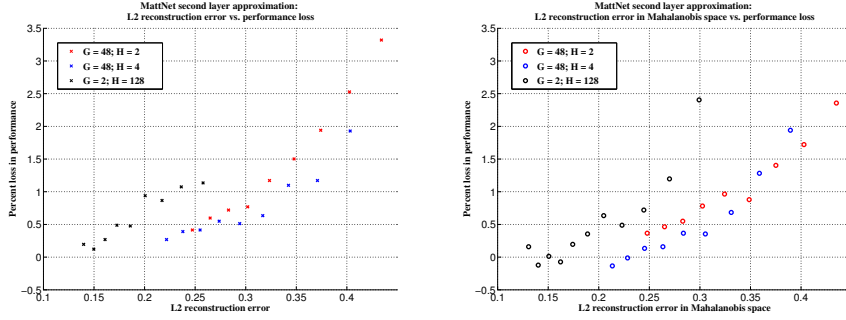 MattNet second layer approximation:
L2 reconstruction error vs. performance loss
3.5
3
2.5
2
1.5
1
0.5
0
−0.5
Percent loss in performance
G = 48; H = 2
G = 48; H = 4
G = 2; H = 128
0.1 0.15 0.2 0.25 0.3 0.35 0.4
L2 reconstruction error
MattNet second layer approximation:
L2 reconstruction error in Mahalanobis space vs. performance loss
3.5
3
2.5
2
1.5
1
0.5
0
−0.5
Percent loss in performance
G = 48; H = 2
G = 48; H = 4
G = 2; H = 128
0.1 0.15 0.2 0.25 0.3 0.35 0.4
L2 reconstruction error in Mahalanobis space